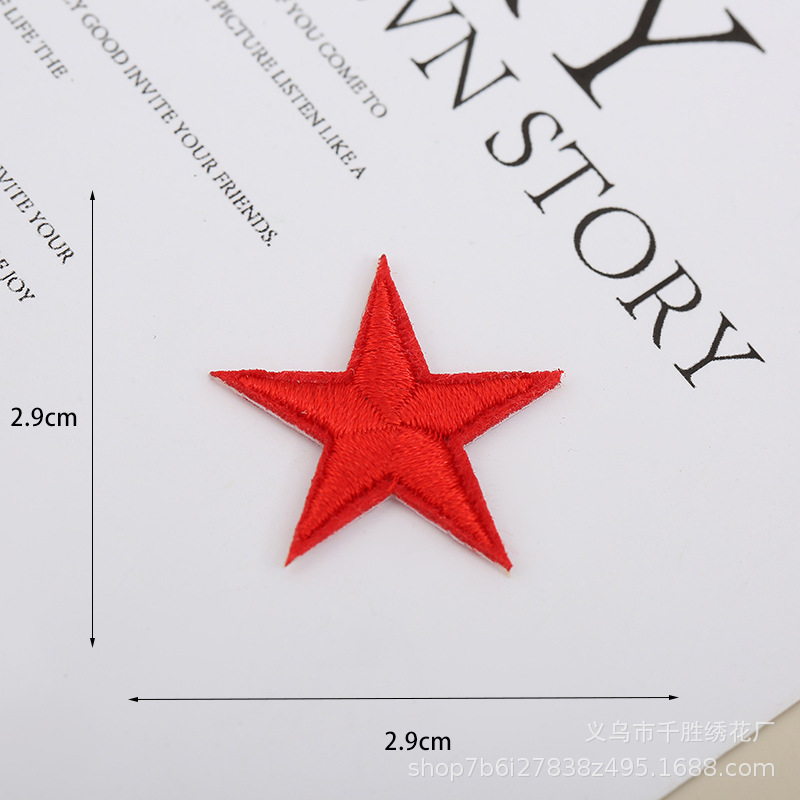 Y
WN STORY
YOU COME TO
PICTURE LISTEN LIKE A
GOOD INVITE YOUR FRIENDS.
LIFE THE
VITE YOUR
JOY
2.9cm
2.9cm
义乌市千胜绣花厂
shop7b6i27838z495.1688.com